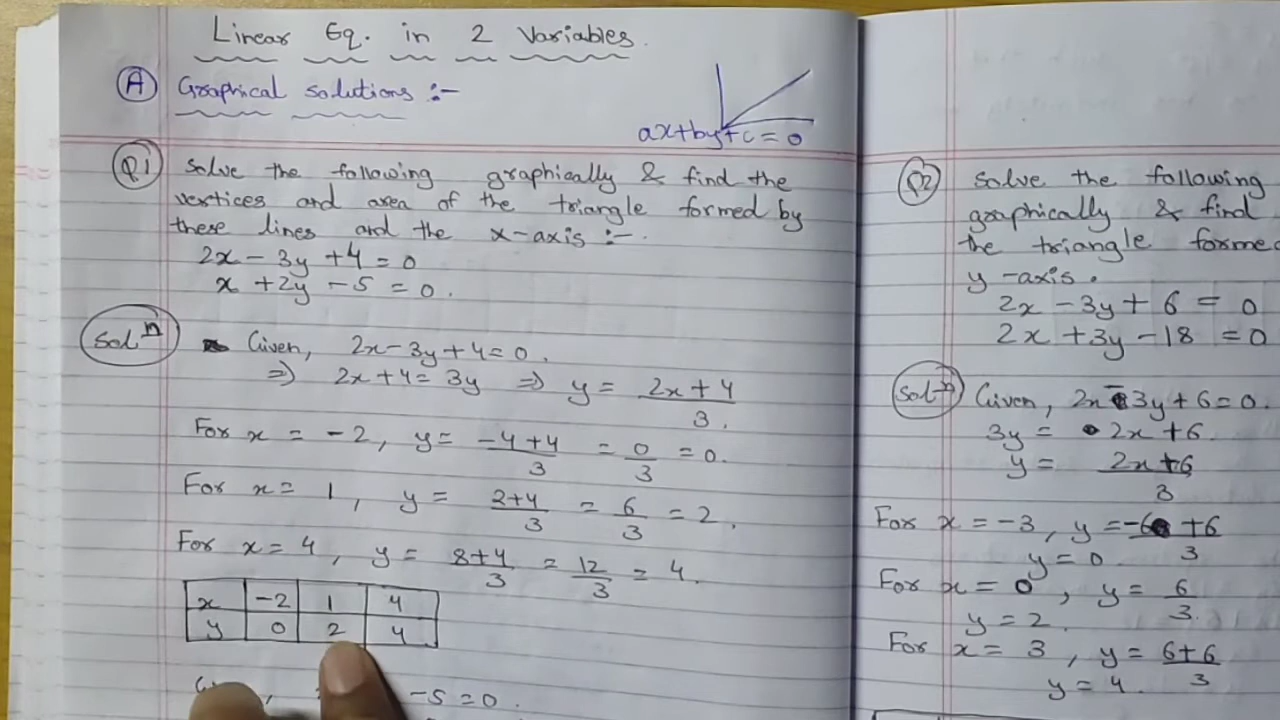 Linear Eq. in 2 Variables.
A Graphical solutions :-
ax+by+c=0
Q1 Solve the following graphically & find the
vertices and area of the triangle formed by
these lines and the x-axis :-
2x - 3y + 4 = 0
x + 2y - 5 = 0.
Solⁿ Given, 2x-3y+4=0.
⇒ 2x+4=3y ⇒ y = 2x+4/3.
For x = -2, y = -4+4/3 = 0/3 = 0.
For x = 1, y = 2+4/3 = 6/3 = 2.
For x=4, y = 8+4/3 = 12/3 = 4.
x -2 1 4
y 0 2 4
-5=0.
Q2 Solve the following
graphically & find
the triangle
y-axis.
2x - 3y + 6 = 0
2x + 3y - 18 = 0
Solⁿ Given, 2x-3y+6=0.
3y = 2x+6.
y = 2x+6/3
For x = -3, y = -6+6/3
y = 0.
For x = 0, y = 6/3.
y = 2.
For x = 3, y = 6+6/3
y = 4.